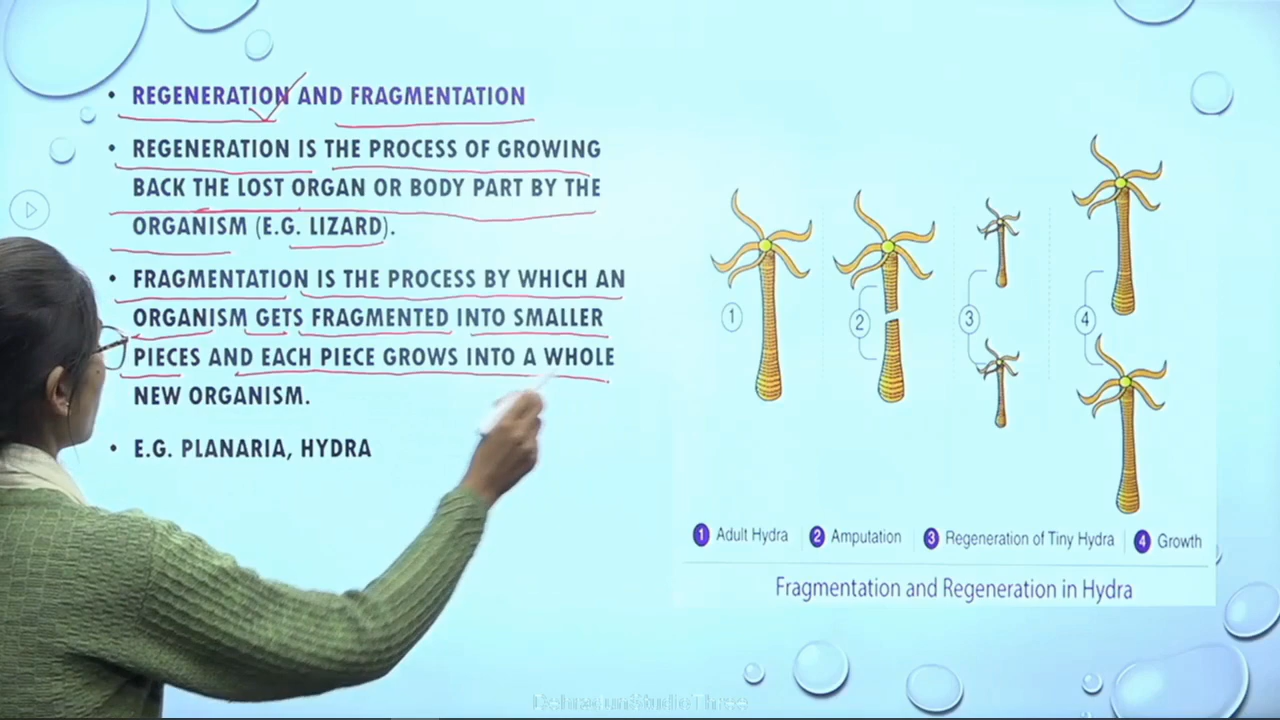 • REGENERATION AND FRAGMENTATION
• REGENERATION IS THE PROCESS OF GROWING
BACK THE LOST ORGAN OR BODY PART BY THE
ORGANISM (E.G. LIZARD).
• FRAGMENTATION IS THE PROCESS BY WHICH AN
ORGANISM GETS FRAGMENTED INTO SMALLER
PIECES AND EACH PIECE GROWS INTO A WHOLE
NEW ORGANISM.
• E.G. PLANARIA, HYDRA
1
2
3
4
1 Adult Hydra
2 Amputation
3 Regeneration of Tiny Hydra
4 Growth
Fragmentation and Regeneration in Hydra